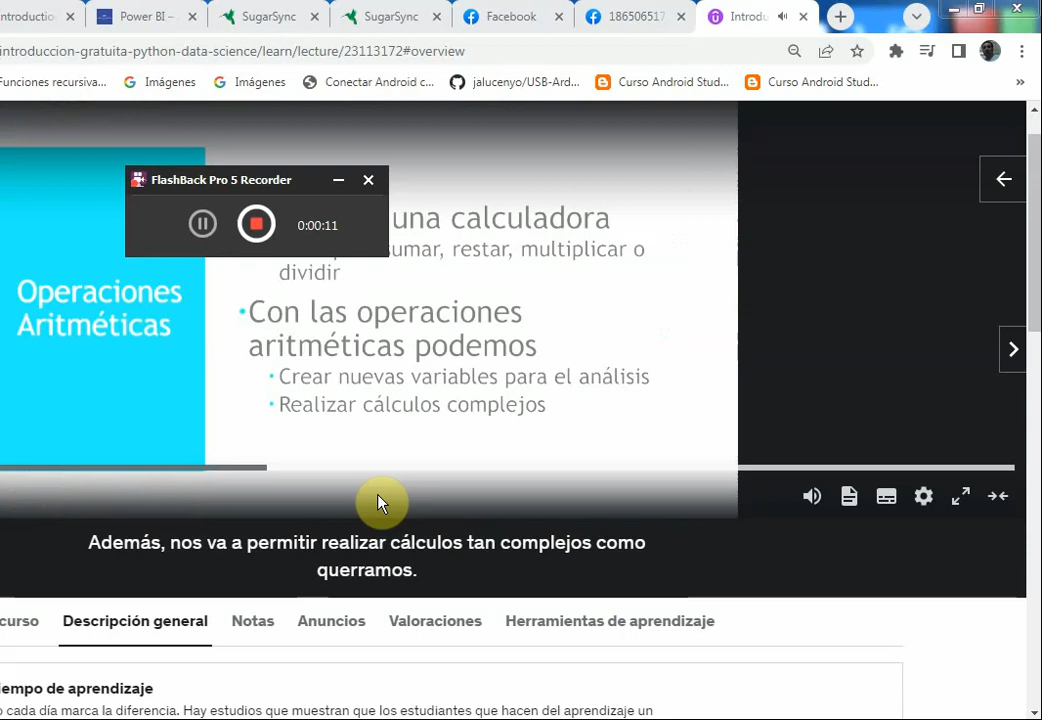 introductio
Power BI –
SugarSync
SugarSync
Facebook
186506517
Introdu
introduccion-gratuita-python-data-science/learn/lecture/23113172#overview
Funciones recursiva...
Imágenes
Imágenes
Conectar Android c...
jalucenyo/USB-Ard...
Curso Android Stud...
Curso Android Stud...
»
FlashBack Pro 5 Recorder
0:00:11
una calculadora
sumar, restar, multiplicar o
dividir
Operaciones
Aritméticas
•Con las operaciones
aritméticas podemos
•Crear nuevas variables para el análisis
•Realizar cálculos complejos
Además, nos va a permitir realizar cálculos tan complejos como
querramos.
curso
Descripción general
Notas
Anuncios
Valoraciones
Herramientas de aprendizaje
iempo de aprendizaje
o cada día marca la diferencia. Hay estudios que muestran que los estudiantes que hacen del aprendizaje un